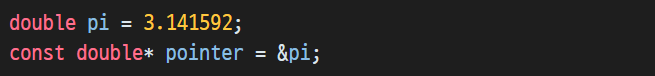 double pi = 3.141592;
const double* pointer = &pi;